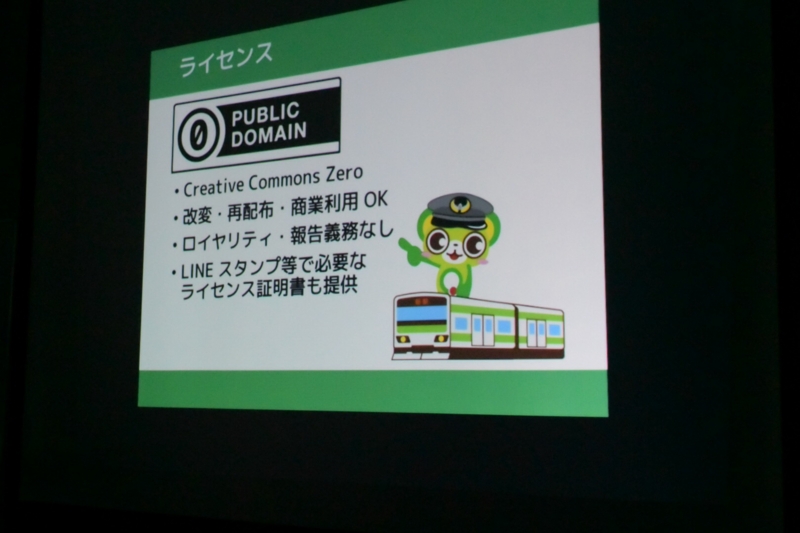 ライセンス
PUBLIC
DOMAIN
・Creative Commons Zero
・改変・再配布・商業利用 OK
・ロイヤリティ・報告義務なし
・LINE スタンプ等で必要な
ライセンス証明書も提供